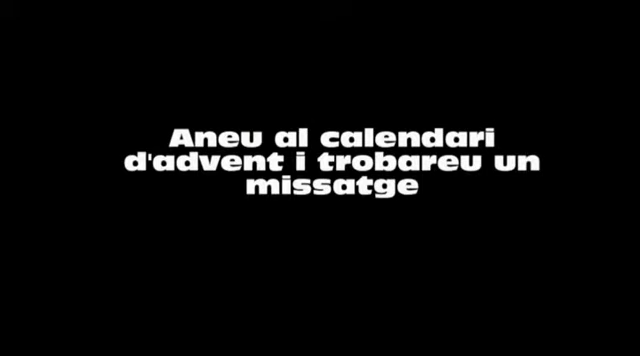 Aneu al calendari
d'advent i trobareu un
missatge